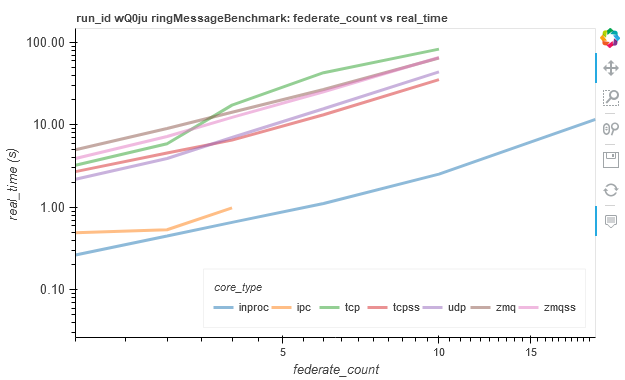 run_id wQ0ju ringMessageBenchmark: federate_count vs real_time
100.00
10.00
1.00
0.10
real_time (s)
core_type
inproc ipc tcp tcpss udp zmq zmqss
5 10 15
federate_count